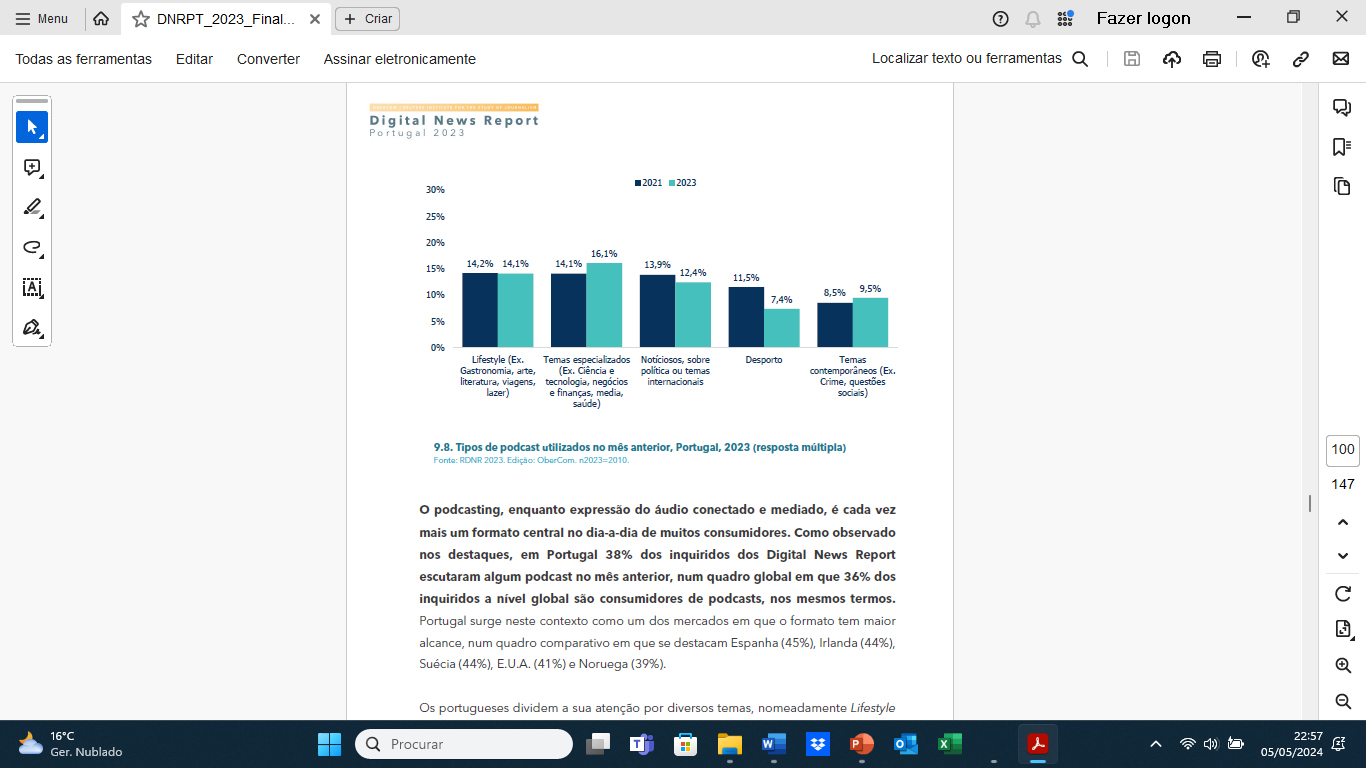 Menu
DNRPT_2023_Final...
Criar
Fazer logon
Todas as ferramentas
Editar
Converter
Assinar eletronicamente
Localizar texto ou ferramentas
Digital News Report
Portugal 2023
2021 2023
30%
25%
20%
15%
10%
5%
0%
14,2% 14,1%
14,1% 16,1%
13,9% 12,4%
11,5% 7,4%
8,5% 9,5%
Lifestyle (Ex.
Gastronomia, arte,
literatura, viagens,
lazer)
Temas especializados
(Ex. Ciência e
tecnologia, negócios
e finanças, media,
saúde)
Notíciosos, sobre
política ou temas
internacionais
Desporto
Temas
contemporâneos (Ex.
Crime, questões
sociais)
9.8. Tipos de podcast utilizados no mês anterior, Portugal, 2023 (resposta múltipla)
Fonte: RDNR 2023. Edição: OberCom. n2023=2010.
O podcasting, enquanto expressão do áudio conectado e mediado, é cada vez
mais um formato central no dia-a-dia de muitos consumidores. Como observado
nos destaques, em Portugal 38% dos inquiridos dos Digital News Report
escutaram algum podcast no mês anterior, num quadro global em que 36% dos
inquiridos a nível global são consumidores de podcasts, nos mesmos termos.
Portugal surge neste contexto como um dos mercados em que o formato tem maior
alcance, num quadro comparativo em que se destacam Espanha (45%), Irlanda (44%),
Suécia (44%), E.U.A. (41%) e Noruega (39%).
Os portugueses dividem a sua atenção por diversos temas, nomeadamente Lifestyle
100
147
16°C
Ger. Nublado
Procurar
22:57
05/05/2024